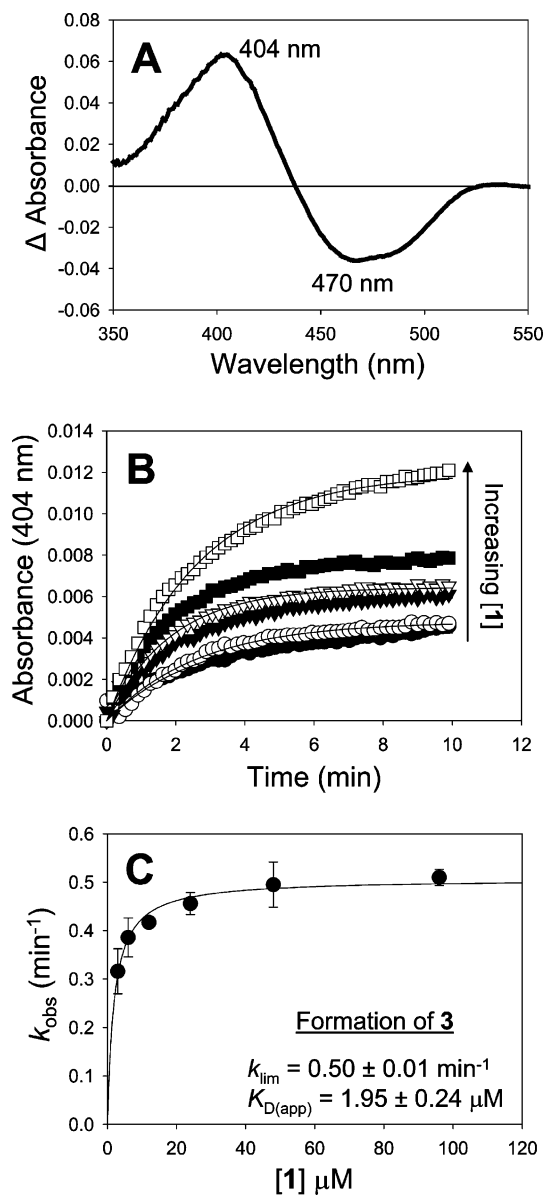 A
404 nm
470 nm
Δ Absorbance
0.08
0.06
0.04
0.02
0.00
-0.02
-0.04
-0.06
350 400 450 500 550
Wavelength (nm)
B
Absorbance (404 nm)
0.014
0.012
0.010
0.008
0.006
0.004
0.002
0.000
Increasing [1]
0 2 4 6 8 10 12
Time (min)
C
kobs (min-1)
0.6
0.5
0.4
0.3
0.2
0.1
0.0
Formation of 3
klim = 0.50 ± 0.01 min-1
KD(app) = 1.95 ± 0.24 μM
0 20 40 60 80 100 120
[1] μM